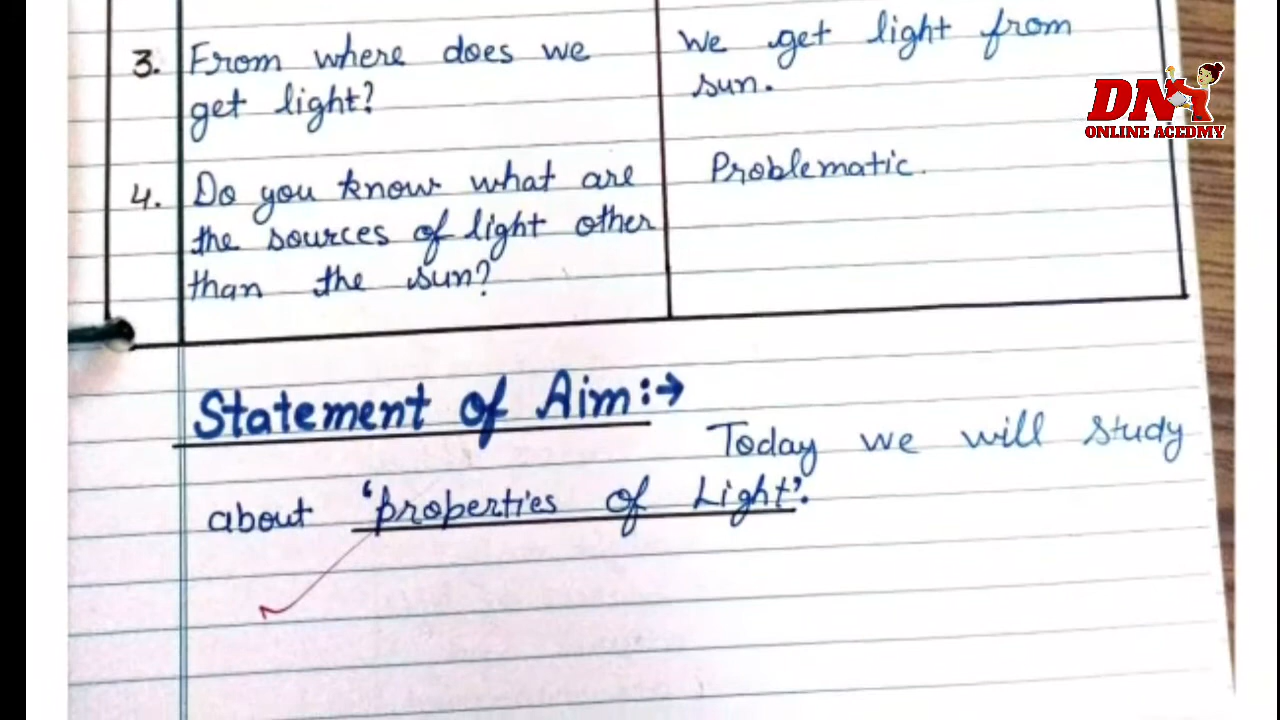 3. From where does we We get light from
get light? sun.
4. Do you know what are Problematic.
the sources of light other
than the sun?
Statement of Aim:→
Today we will study
about 'properties of Light'.
DNA
ONLINE ACEDMY